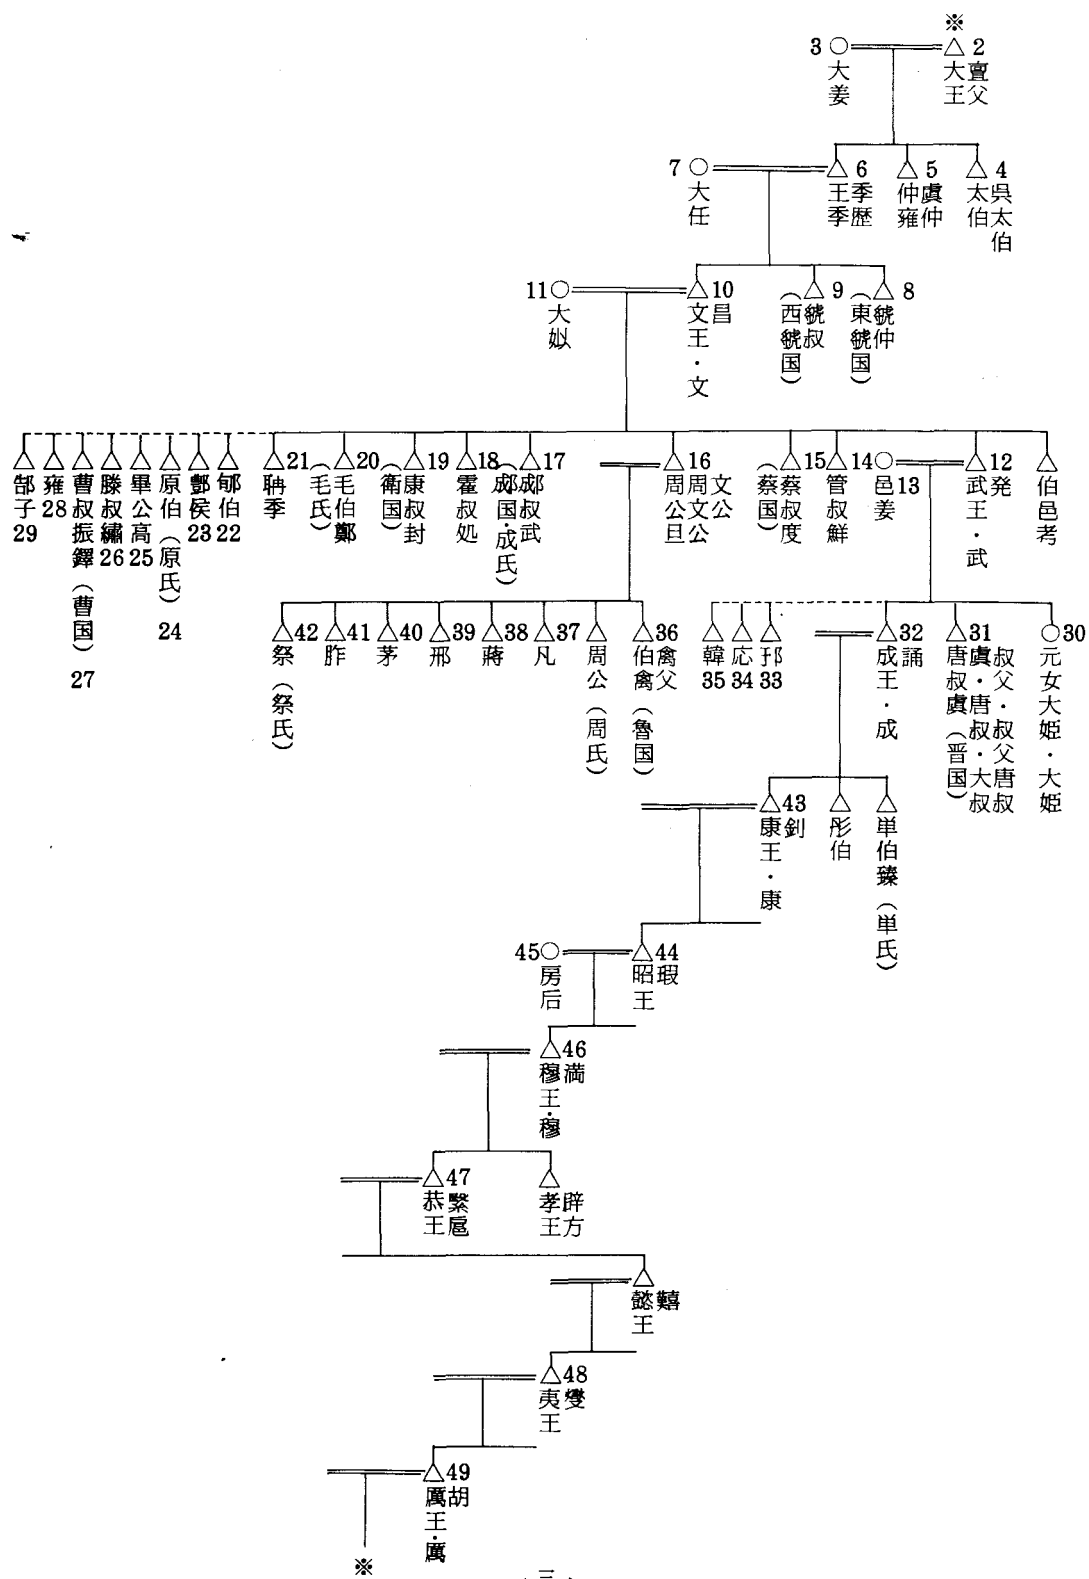 ※
2 亶父
大王
3 大姜
4 呉太伯
太伯
5 虞仲
仲雍
6 季歴
王季
7 大任
8 虢仲
(東虢国)
9 虢叔
(西虢国)
10 昌
文王・文
11 大姒
伯邑考
12 発
武王・武
13 邑姜
14 管叔鮮
15 蔡叔度
(蔡国)
文公
16 周文公
周公旦
17 郕叔武
(郕国・成氏)
18 霍叔処
19 康叔封
(衛国)
20 毛伯鄭
(毛氏)
21 聃季
郇伯 22
酆侯 23
原伯(原氏) 24
畢公高 25
滕叔繡 26
曹叔振鐸(曹国) 27
雍 28
郜子 29
30 元女大姫・大姫
叔父・叔父唐叔
31 虞・唐叔・大叔
唐叔虞(晋国)
32 誦
成王・成
邘 33
応 34
韓 35
36 禽父
伯禽(魯国)
周公(周氏)
37 凡
38 蔣
39 邢
40 茅
41 胙
42 祭(祭氏)
単伯臻(単氏)
彤伯
43 釗
康王・康
44 瑕
昭王
45 房后
46 満
穆王・穆
辟方
孝王
47 繄扈
恭王
囏
懿王
48 燮
夷王
49 胡
厲王・厲
※
三